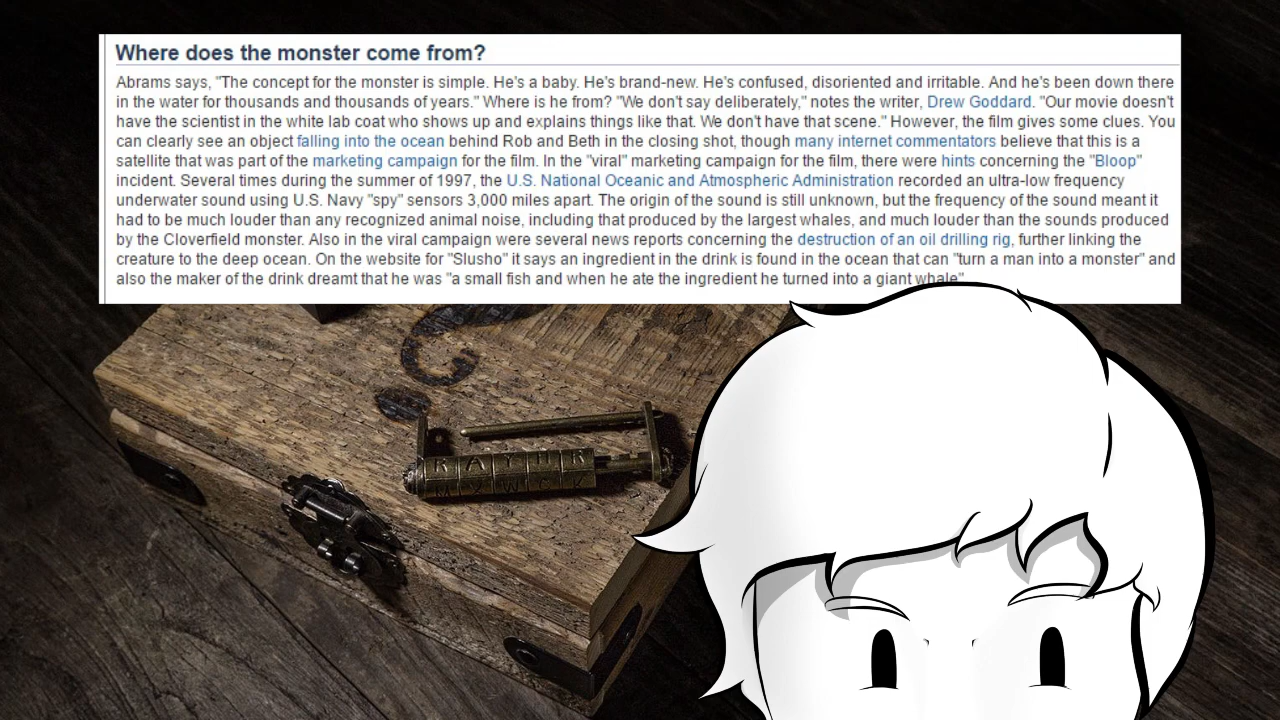 Where does the monster come from?
Abrams says, "The concept for the monster is simple. He's a baby. He's brand-new. He's confused, disoriented and irritable. And he's been down there
in the water for thousands and thousands of years." Where is he from? "We don't say deliberately," notes the writer, Drew Goddard. "Our movie doesn't
have the scientist in the white lab coat who shows up and explains things like that. We don't have that scene." However, the film gives some clues. You
can clearly see an object falling into the ocean behind Rob and Beth in the closing shot, though many internet commentators believe that this is a
satellite that was part of the marketing campaign for the film. In the "viral" marketing campaign for the film, there were hints concerning the "Bloop"
incident. Several times during the summer of 1997, the U.S. National Oceanic and Atmospheric Administration recorded an ultra-low frequency
underwater sound using U.S. Navy "spy" sensors 3,000 miles apart. The origin of the sound is still unknown, but the frequency of the sound meant it
had to be much louder than any recognized animal noise, including that produced by the largest whales, and much louder than the sounds produced
by the Cloverfield monster. Also in the viral campaign were several news reports concerning the destruction of an oil drilling rig, further linking the
creature to the deep ocean. On the website for "Slusho" it says an ingredient in the drink is found in the ocean that can "turn a man into a monster" and
also the maker of the drink dreamt that he was "a small fish and when he ate the ingredient he turned into a giant whale"